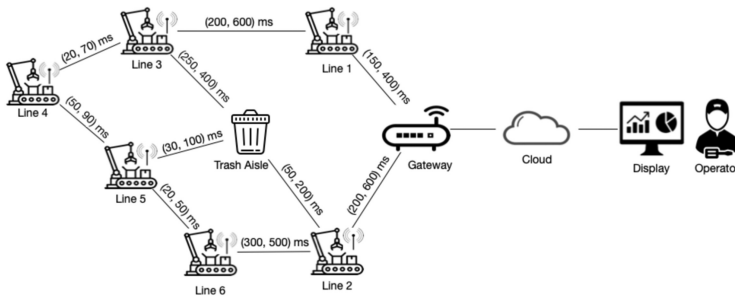 (200, 600) ms
(20, 70) ms
Line 3
(250, 400) ms
Line 1
(150, 400) ms
Line 4
(50, 90) ms
(30, 100) ms
Trash Aisle
Gateway
Cloud
Display
Operato
Line 5
(50, 200) ms
(200, 600) ms
(20, 50) ms
(300, 500) ms
Line 6
Line 2